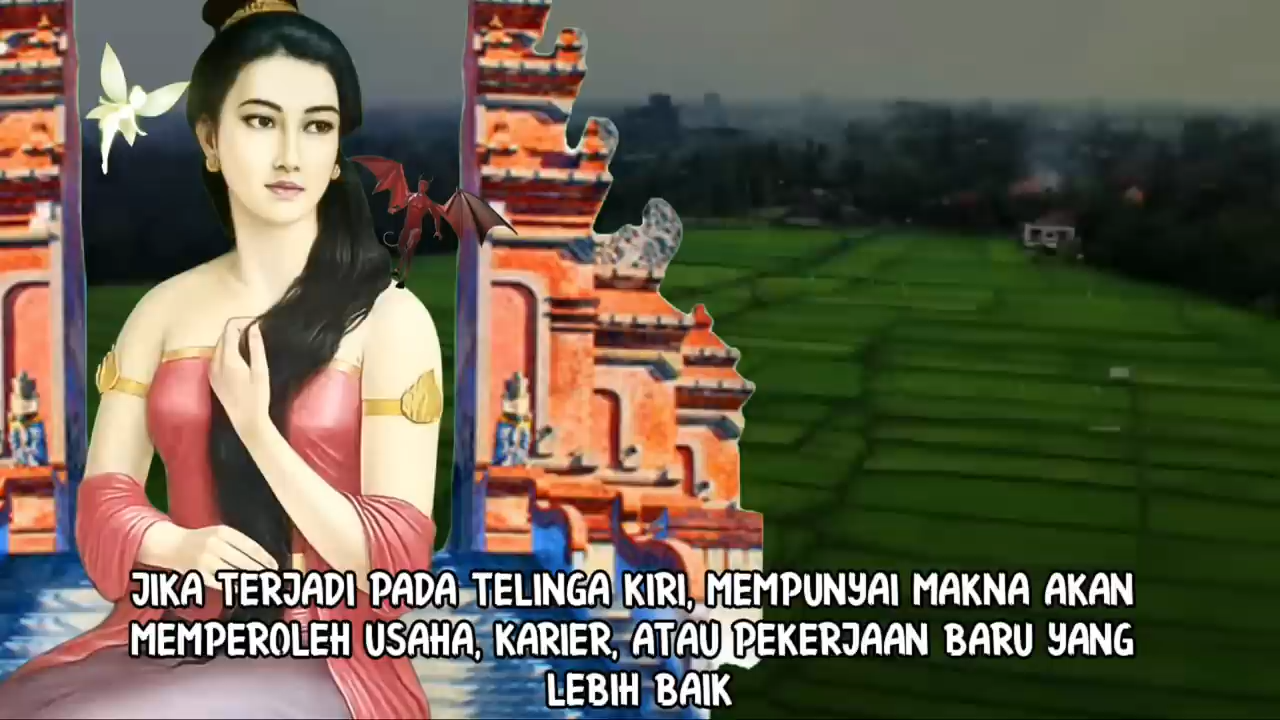 JIKA TERJADI PADA TELINGA KIRI, MEMPUNYAI MAKNA AKAN
MEMPEROLEH USAHA, KARIER, ATAU PEKERJAAN BARU YANG
LEBIH BAIK